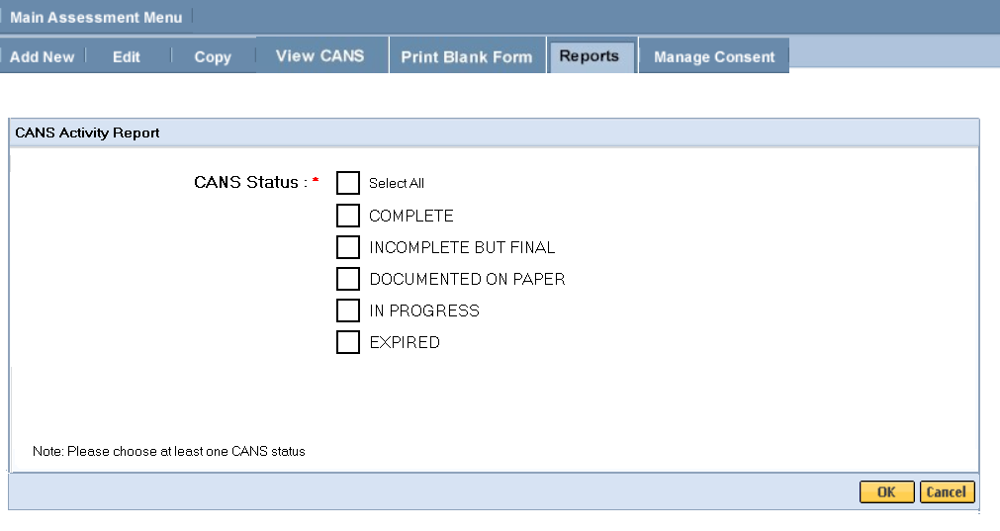 Main Assessment Menu
Add New Edit Copy View CANS Print Blank Form Reports Manage Consent
CANS Activity Report
CANS Status : * Select All
COMPLETE
INCOMPLETE BUT FINAL
DOCUMENTED ON PAPER
IN PROGRESS
EXPIRED
Note: Please choose at least one CANS status
OK Cancel